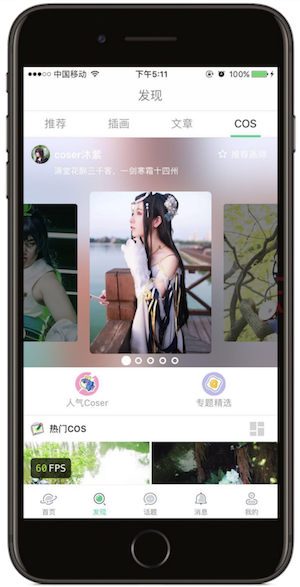 中国移动 下午5:11 100%
发现
推荐 插画 文章 COS
coser沐紫 推荐画师
满堂花醉三千客，一剑寒霜十四州
人气Coser 专题精选
热门COS
60 FPS
首页 发现 话题 消息 我的